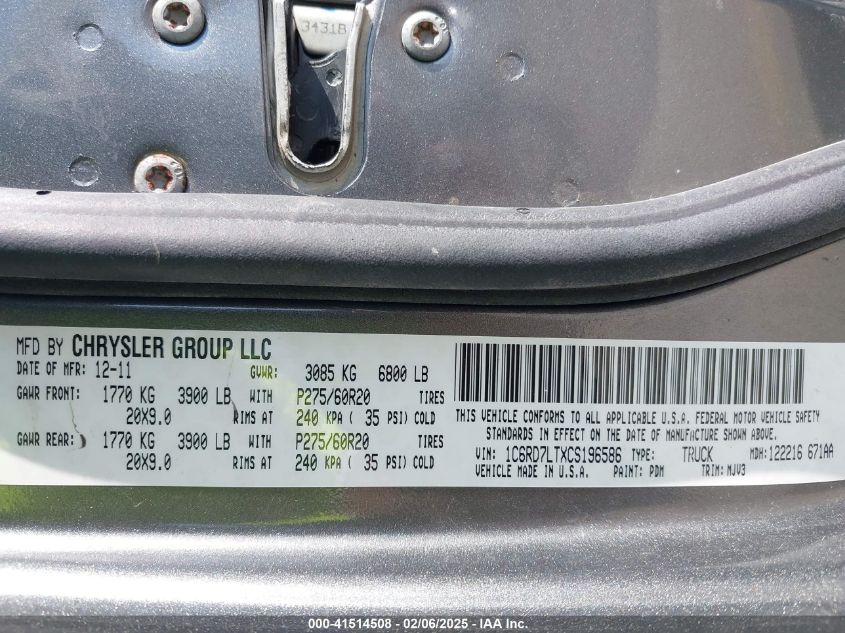 3431B
MFD BY CHRYSLER GROUP LLC
DATE OF MFR: 12-11 GVWR: 3085 KG 6800 LB
GAWR FRONT: 1770 KG 3900 LB WITH P275/60R20 TIRES
20X9.0 RIMS AT 240 KPA ( 35 PSI) COLD
GAWR REAR: 1770 KG 3900 LB WITH P275/60R20 TIRES
20X9.0 RIMS AT 240 KPA ( 35 PSI) COLD
THIS VEHICLE CONFORMS TO ALL APPLICABLE U.S.A. FEDERAL MOTOR VEHICLE SAFETY
STANDARDS IN EFFECT ON THE DATE OF MANUFACTURE SHOWN ABOVE.
VIN: 1C6RD7LTXCS196586 TYPE: TRUCK MDH: 122216 671AA
VEHICLE MADE IN U.S.A. PAINT: PDM TRIM: MJV3
000-41514508 - 02/06/2025 - IAA Inc.